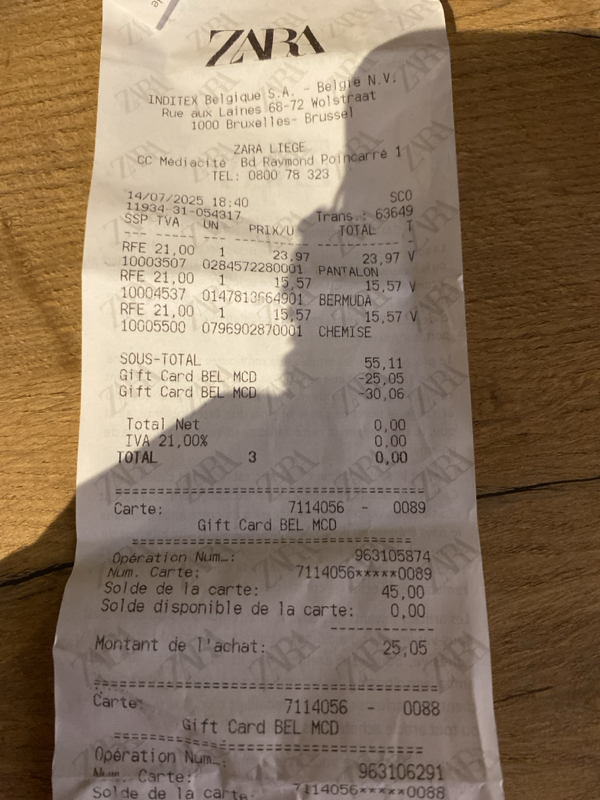 ZARA
INDITEX Belgique S.A. - België N.V.
Rue aux Laines 68-72 Wolstraat
1000 Bruxelles- Brussel
ZARA LIEGE
CC Médiacité Bd Raymond Poincarré 1
TEL: 0800 78 323
14/07/2025 18:40 SCO
11934 31-054317 Trans.: 63649
SSP TVA UN PRIX/U TOTAL T
RFE 21,00 1 23,97 23,97 V
10003507 0284572280001 PANTALON
RFE 21,00 1 15,57 15,57 V
10004537 0147813664901 BERMUDA
RFE 21,00 1 15,57 15,57 V
10005500 0796902870001 CHEMISE
SOUS-TOTAL 55,11
Gift Card BEL MCD -25,05
Gift Card BEL MCD -30,06
Total Net 0,00
IVA 21,00% 0,00
TOTAL 3 0,00
Carte: 7114056 - 0089
Gift Card BEL MCD
Opération Num…: 963105874
Num. Carte: 7114056*****0089
Solde de la carte: 45,00
Solde disponible de la carte: 0,00
Montant de l'achat: 25,05
Carte: 7114056 - 0088
Gift Card BEL MCD
Opération Num…: 963106291
Num. Carte: 7114056*****0088
Solde de la carte: